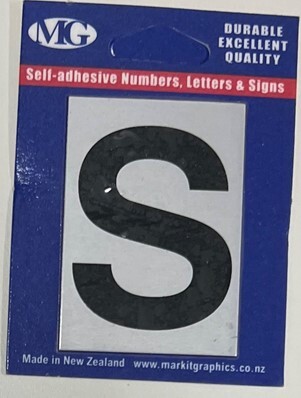 MG
DURABLE
EXCELLENT
QUALITY
Self-adhesive Numbers, Letters & Signs
S
Made in New Zealand www.markitgraphics.co.nz